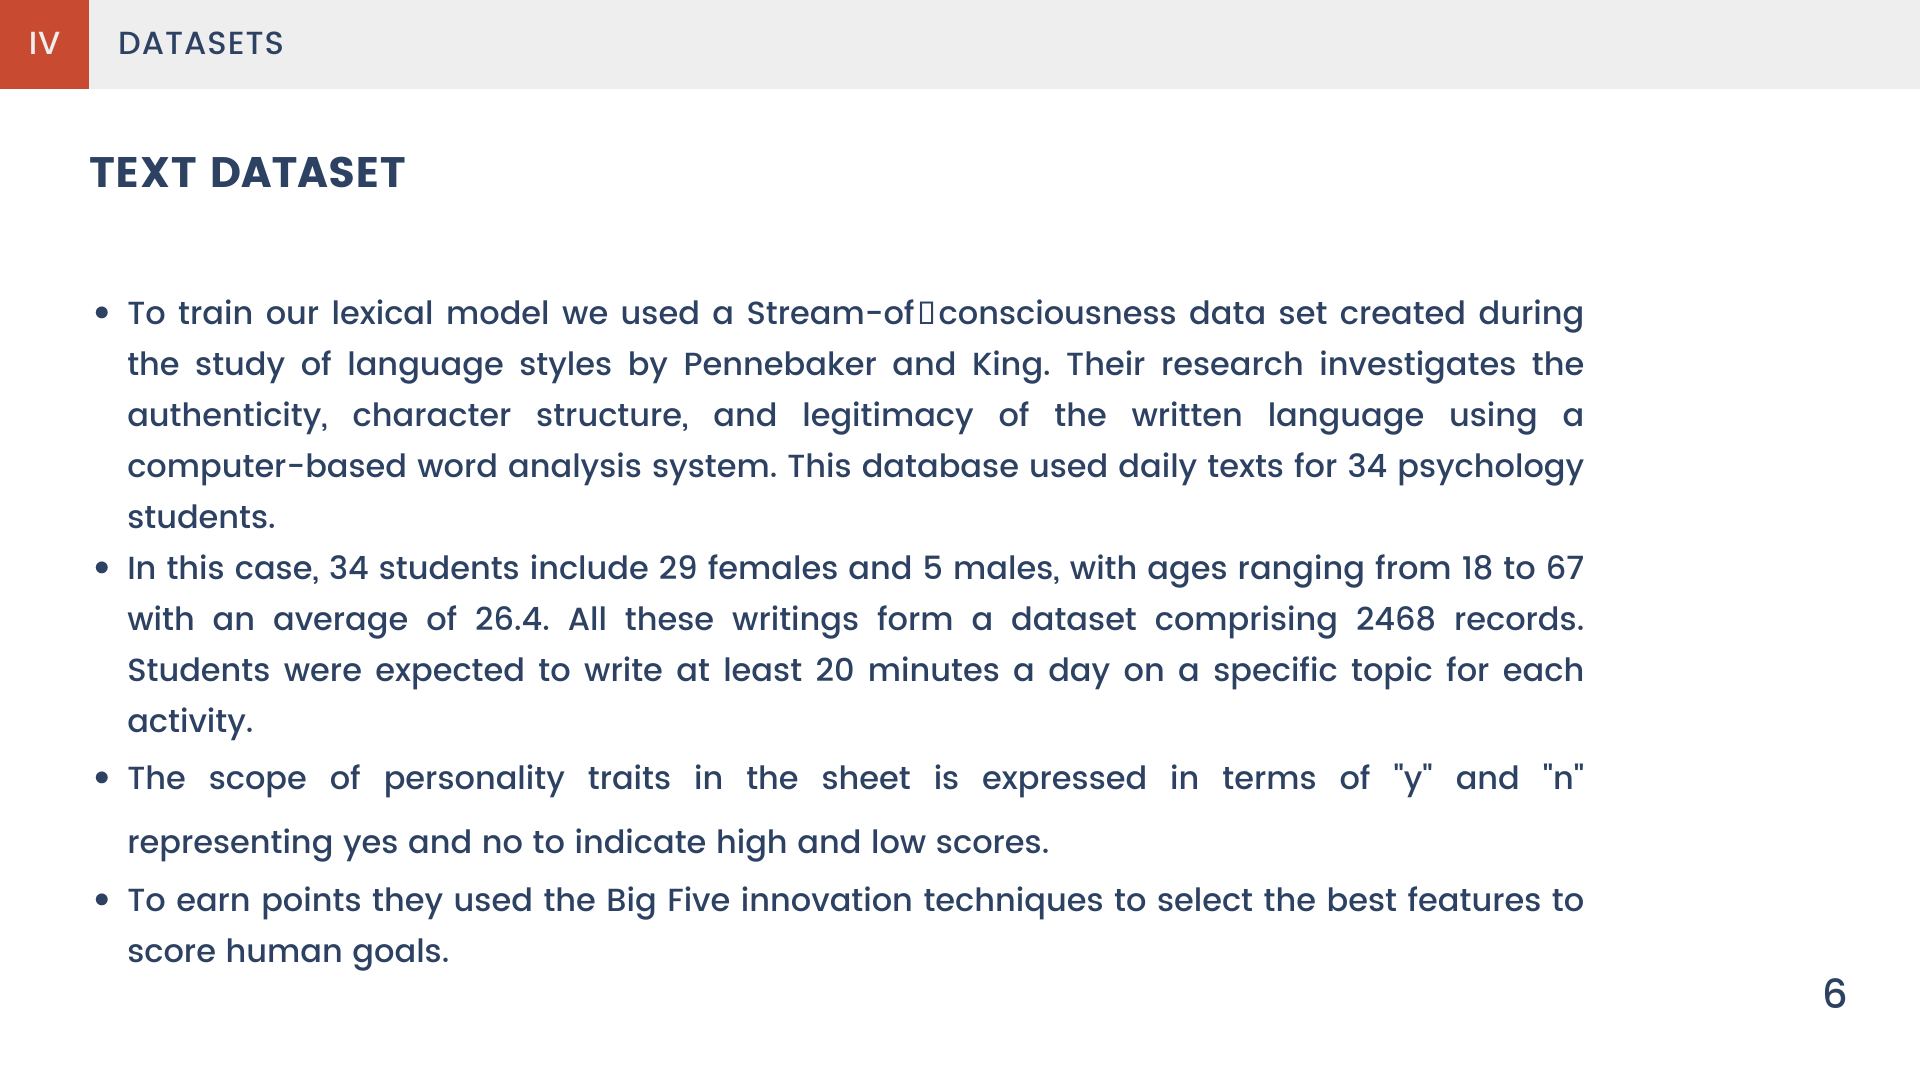 IV
DATASETS
TEXT DATASET
• To train our lexical model we used a Stream-of▯consciousness data set created during
the study of language styles by Pennebaker and King. Their research investigates the
authenticity, character structure, and legitimacy of the written language using a
computer-based word analysis system. This database used daily texts for 34 psychology
students.
• In this case, 34 students include 29 females and 5 males, with ages ranging from 18 to 67
with an average of 26.4. All these writings form a dataset comprising 2468 records.
Students were expected to write at least 20 minutes a day on a specific topic for each
activity.
• The scope of personality traits in the sheet is expressed in terms of "y" and "n"
representing yes and no to indicate high and low scores.
• To earn points they used the Big Five innovation techniques to select the best features to
score human goals.
6